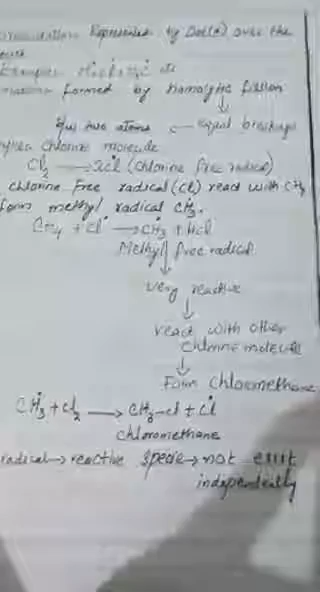 Represented by Dot(•) over the
Example
formed by homolytic fission
two atoms ← equal breakage
chlorine molecule
Cl₂ → 2Cl• (chlorine free radical)
chlorine free radical (Cl) react with CH₄
form methyl radical CH₃•
CH₄ + Cl• → CH₃• + HCl
Methyl free radical
↓
very reactive
↓
react with other
chlorine molecule
↓
Form Chloromethane
CH₃• + Cl₂ → CH₃-Cl + Cl•
chloromethane
radical → reactive specie → not exist
independently